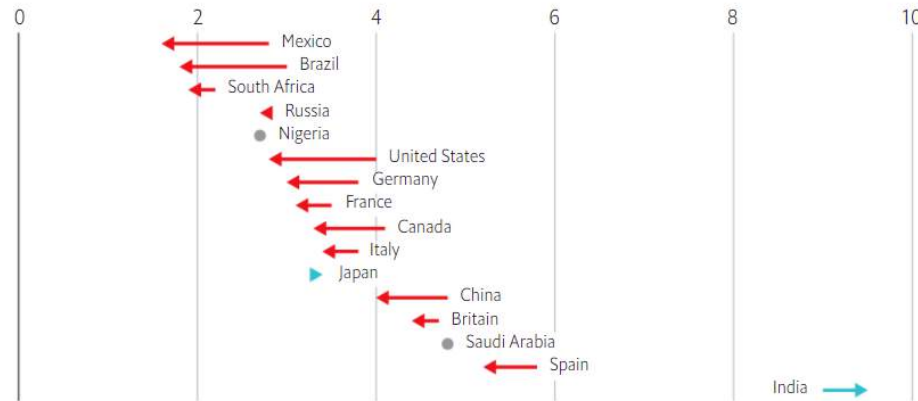 0 2 4 6 8 10
Mexico
Brazil
South Africa
Russia
Nigeria
United States
Germany
France
Canada
Italy
Japan
China
Britain
Saudi Arabia
Spain
India